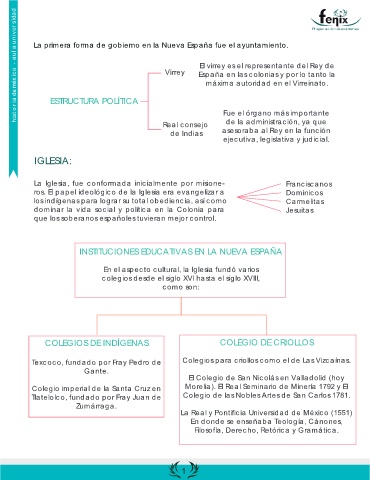 fenix
historia de méxico - aula universidad
La primera forma de gobierno en la Nueva España fue el ayuntamiento.
ESTRUCTURA POLÍTICA
Virrey
El virrey es el representante del Rey de
España en las colonias y por lo tanto la
máxima autoridad en el Virreinato.
Real consejo
de Indias
Fue el órgano más importante
de la administración, ya que
asesoraba al Rey en la función
ejecutiva, legislativa y judicial.
IGLESIA:
La Iglesia, fue conformada inicialmente por misione-
ros. El papel ideológico de la Iglesia era evangelizar a
los indígenas para lograr su total obediencia, así como
dominar la vida social y política en la Colonia para
que los soberanos españoles tuvieran mejor control.
Franciscanos
Dominicos
Carmelitas
Jesuitas
INSTITUCIONES EDUCATIVAS EN LA NUEVA ESPAÑA
En el aspecto cultural, la Iglesia fundó varios
colegios desde el siglo XVI hasta el siglo XVIII,
como son:
COLEGIOS DE INDÍGENAS
Texcoco, fundado por Fray Pedro de
Gante.
Colegio imperial de la Santa Cruz en
Tlatelolco, fundado por Fray Juan de
Zumárraga.
COLEGIO DE CRIOLLOS
Colegios para criollos como el de Las Vizcaínas.
El Colegio de San Nicolás en Valladolid (hoy
Morelia). El Real Seminario de Minería 1792 y El
Colegio de las Nobles Artes de San Carlos 1781.
La Real y Pontificia Universidad de México (1551)
En donde se enseñaba Teología, Cánones,
Filosofía, Derecho, Retórica y Gramática.
1